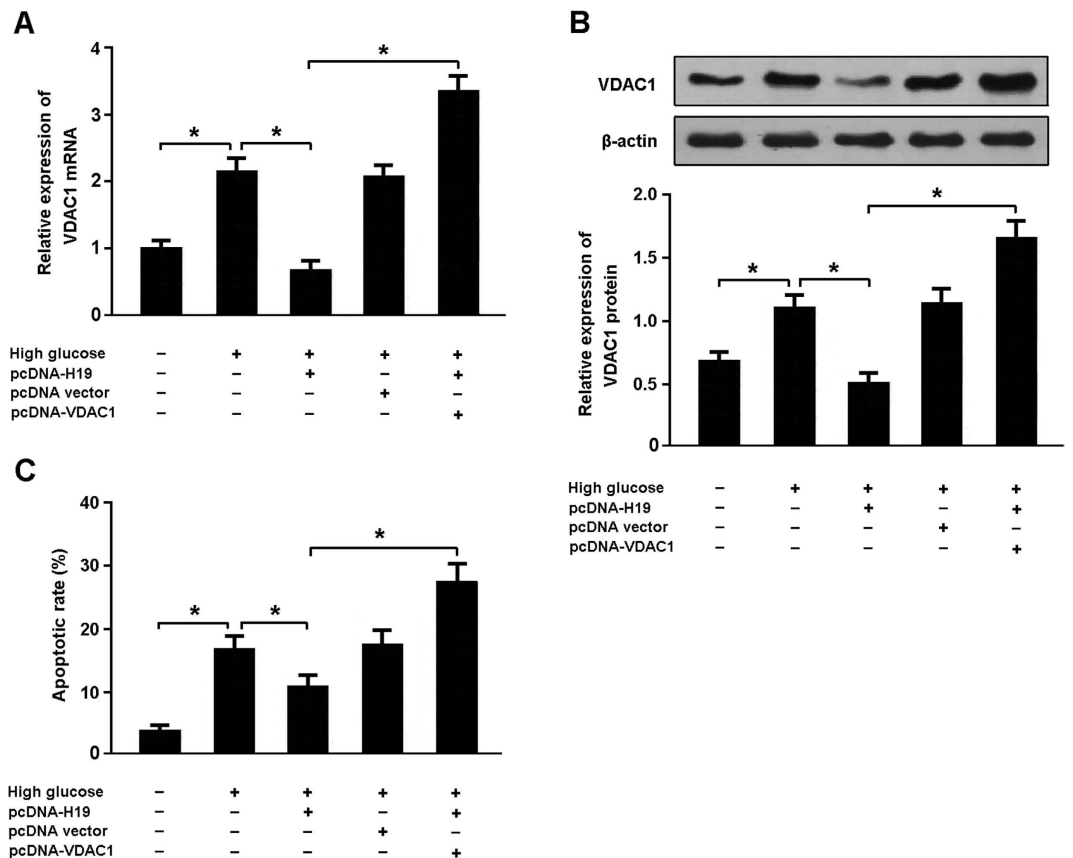 A
Relative expression of
VDAC1 mRNA
4
3
2
1
0
* * *
High glucose – + + + +
pcDNA-H19 – – + – +
pcDNA vector – – – + –
pcDNA-VDAC1 – – – – +
B
VDAC1
β-actin
Relative expression of
VDAC1 protein
2.0
1.5
1.0
0.5
0
* * *
High glucose – + + + +
pcDNA-H19 – – + – +
pcDNA vector – – – + –
pcDNA-VDAC1 – – – – +
C
Apoptotic rate (%)
40
30
20
10
0
* * *
High glucose – + + + +
pcDNA-H19 – – + – +
pcDNA vector – – – + –
pcDNA-VDAC1 – – – – +